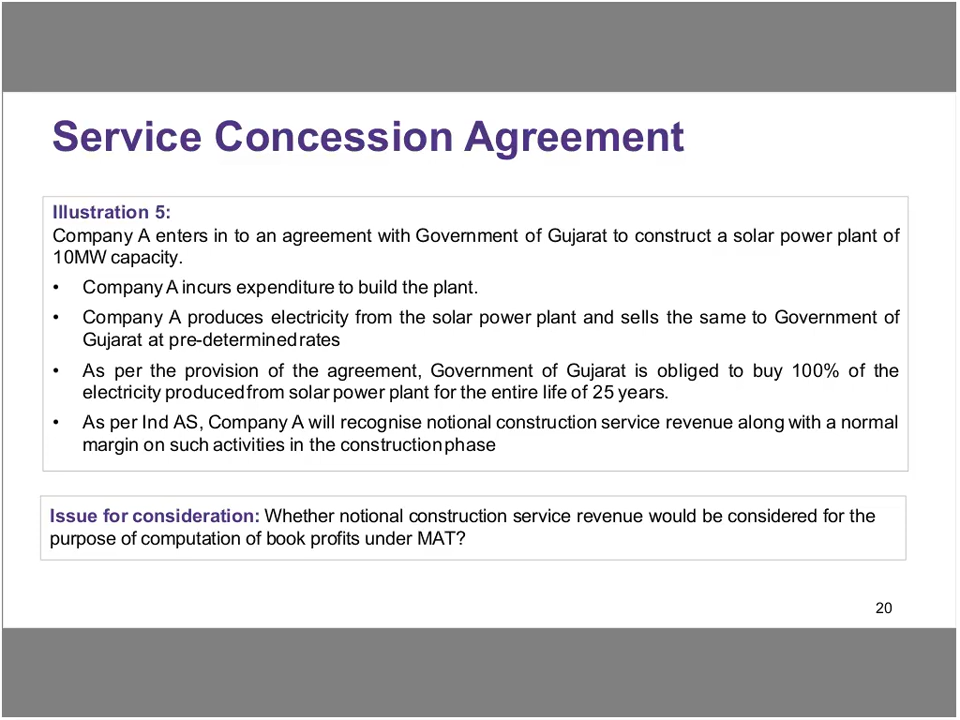 Service Concession Agreement
Illustration 5:
Company A enters in to an agreement with Government of Gujarat to construct a solar power plant of
10MW capacity.
• Company A incurs expenditure to build the plant.
• Company A produces electricity from the solar power plant and sells the same to Government of
Gujarat at pre-determined rates
• As per the provision of the agreement, Government of Gujarat is obliged to buy 100% of the
electricity produced from solar power plant for the entire life of 25 years.
• As per Ind AS, Company A will recognise notional construction service revenue along with a normal
margin on such activities in the construction phase
Issue for consideration: Whether notional construction service revenue would be considered for the
purpose of computation of book profits under MAT?
20